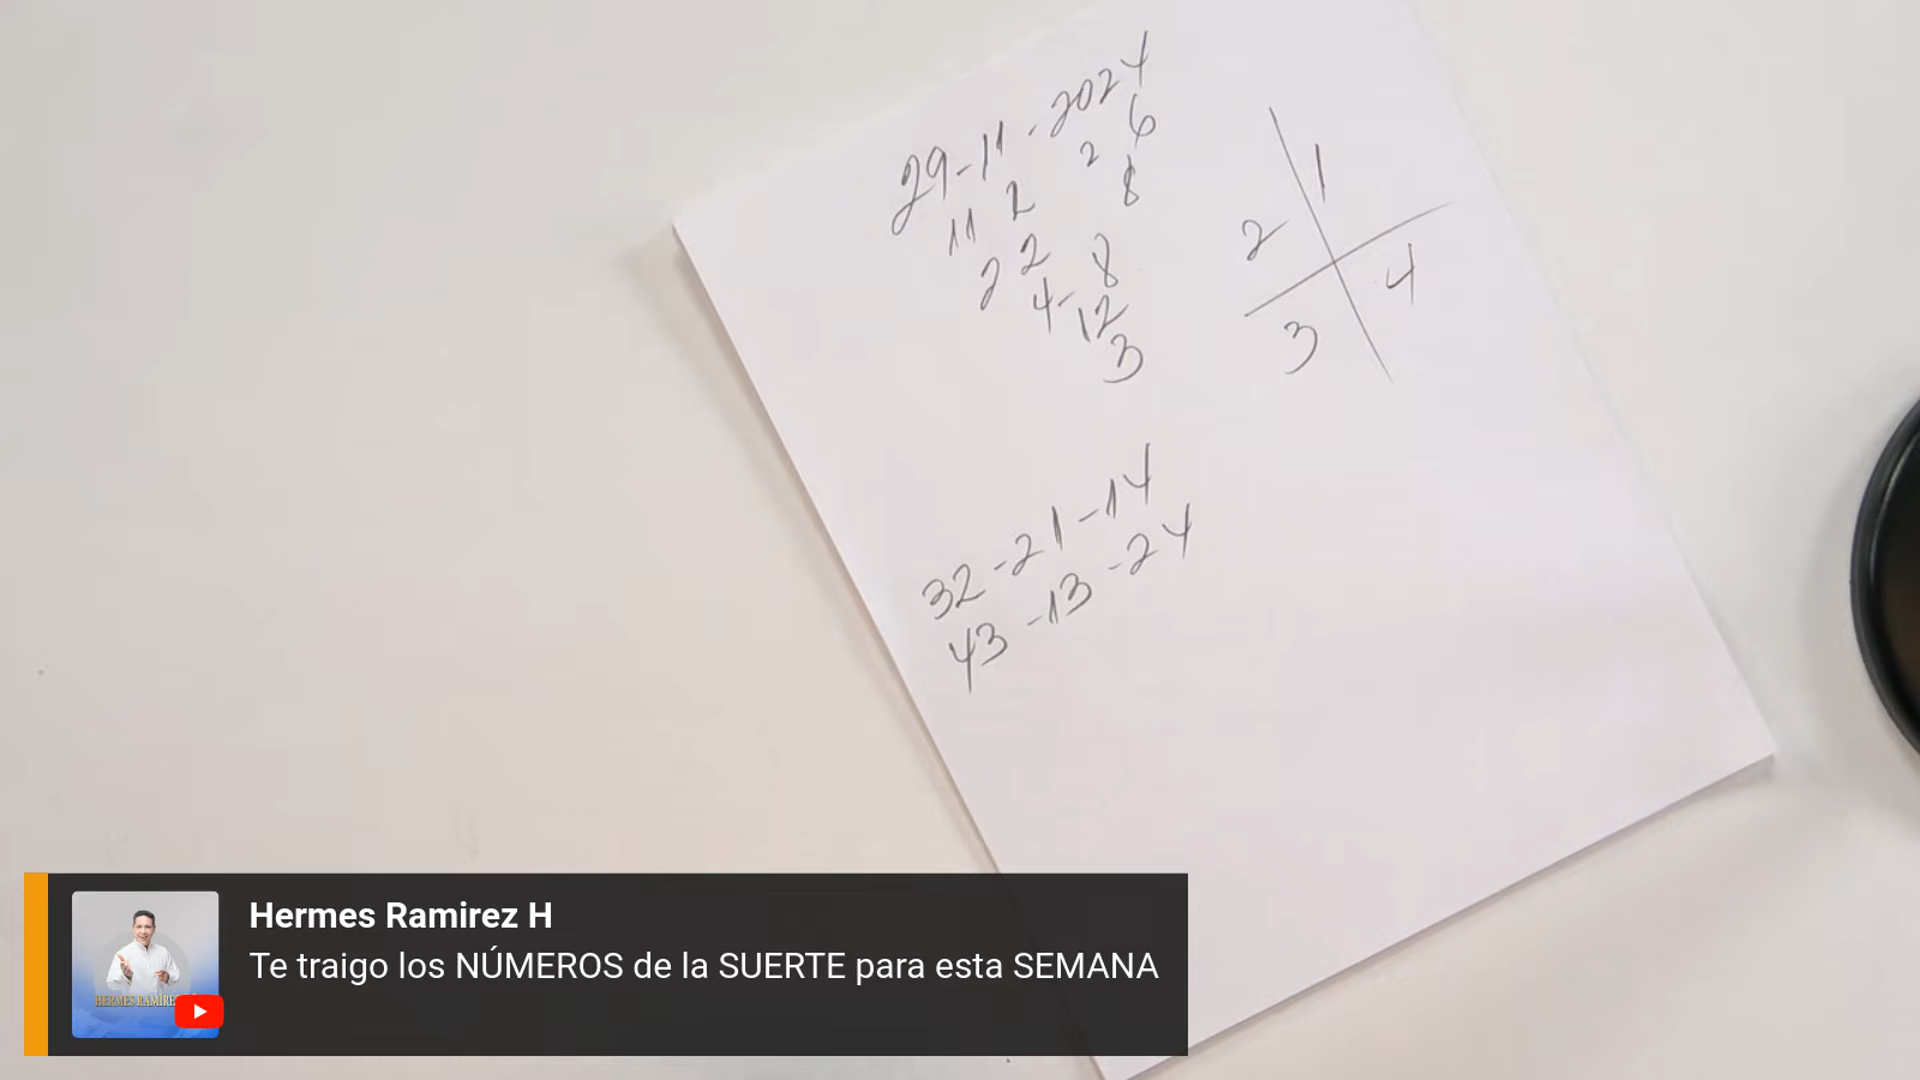 29-11-2024
11 2 2 6
8
2 2 8
4-12
3
1
2
4
3
32-21-14
43-13-24
Hermes Ramirez H
Te traigo los NÚMEROS de la SUERTE para esta SEMANA
HERMES RAMÍREZ